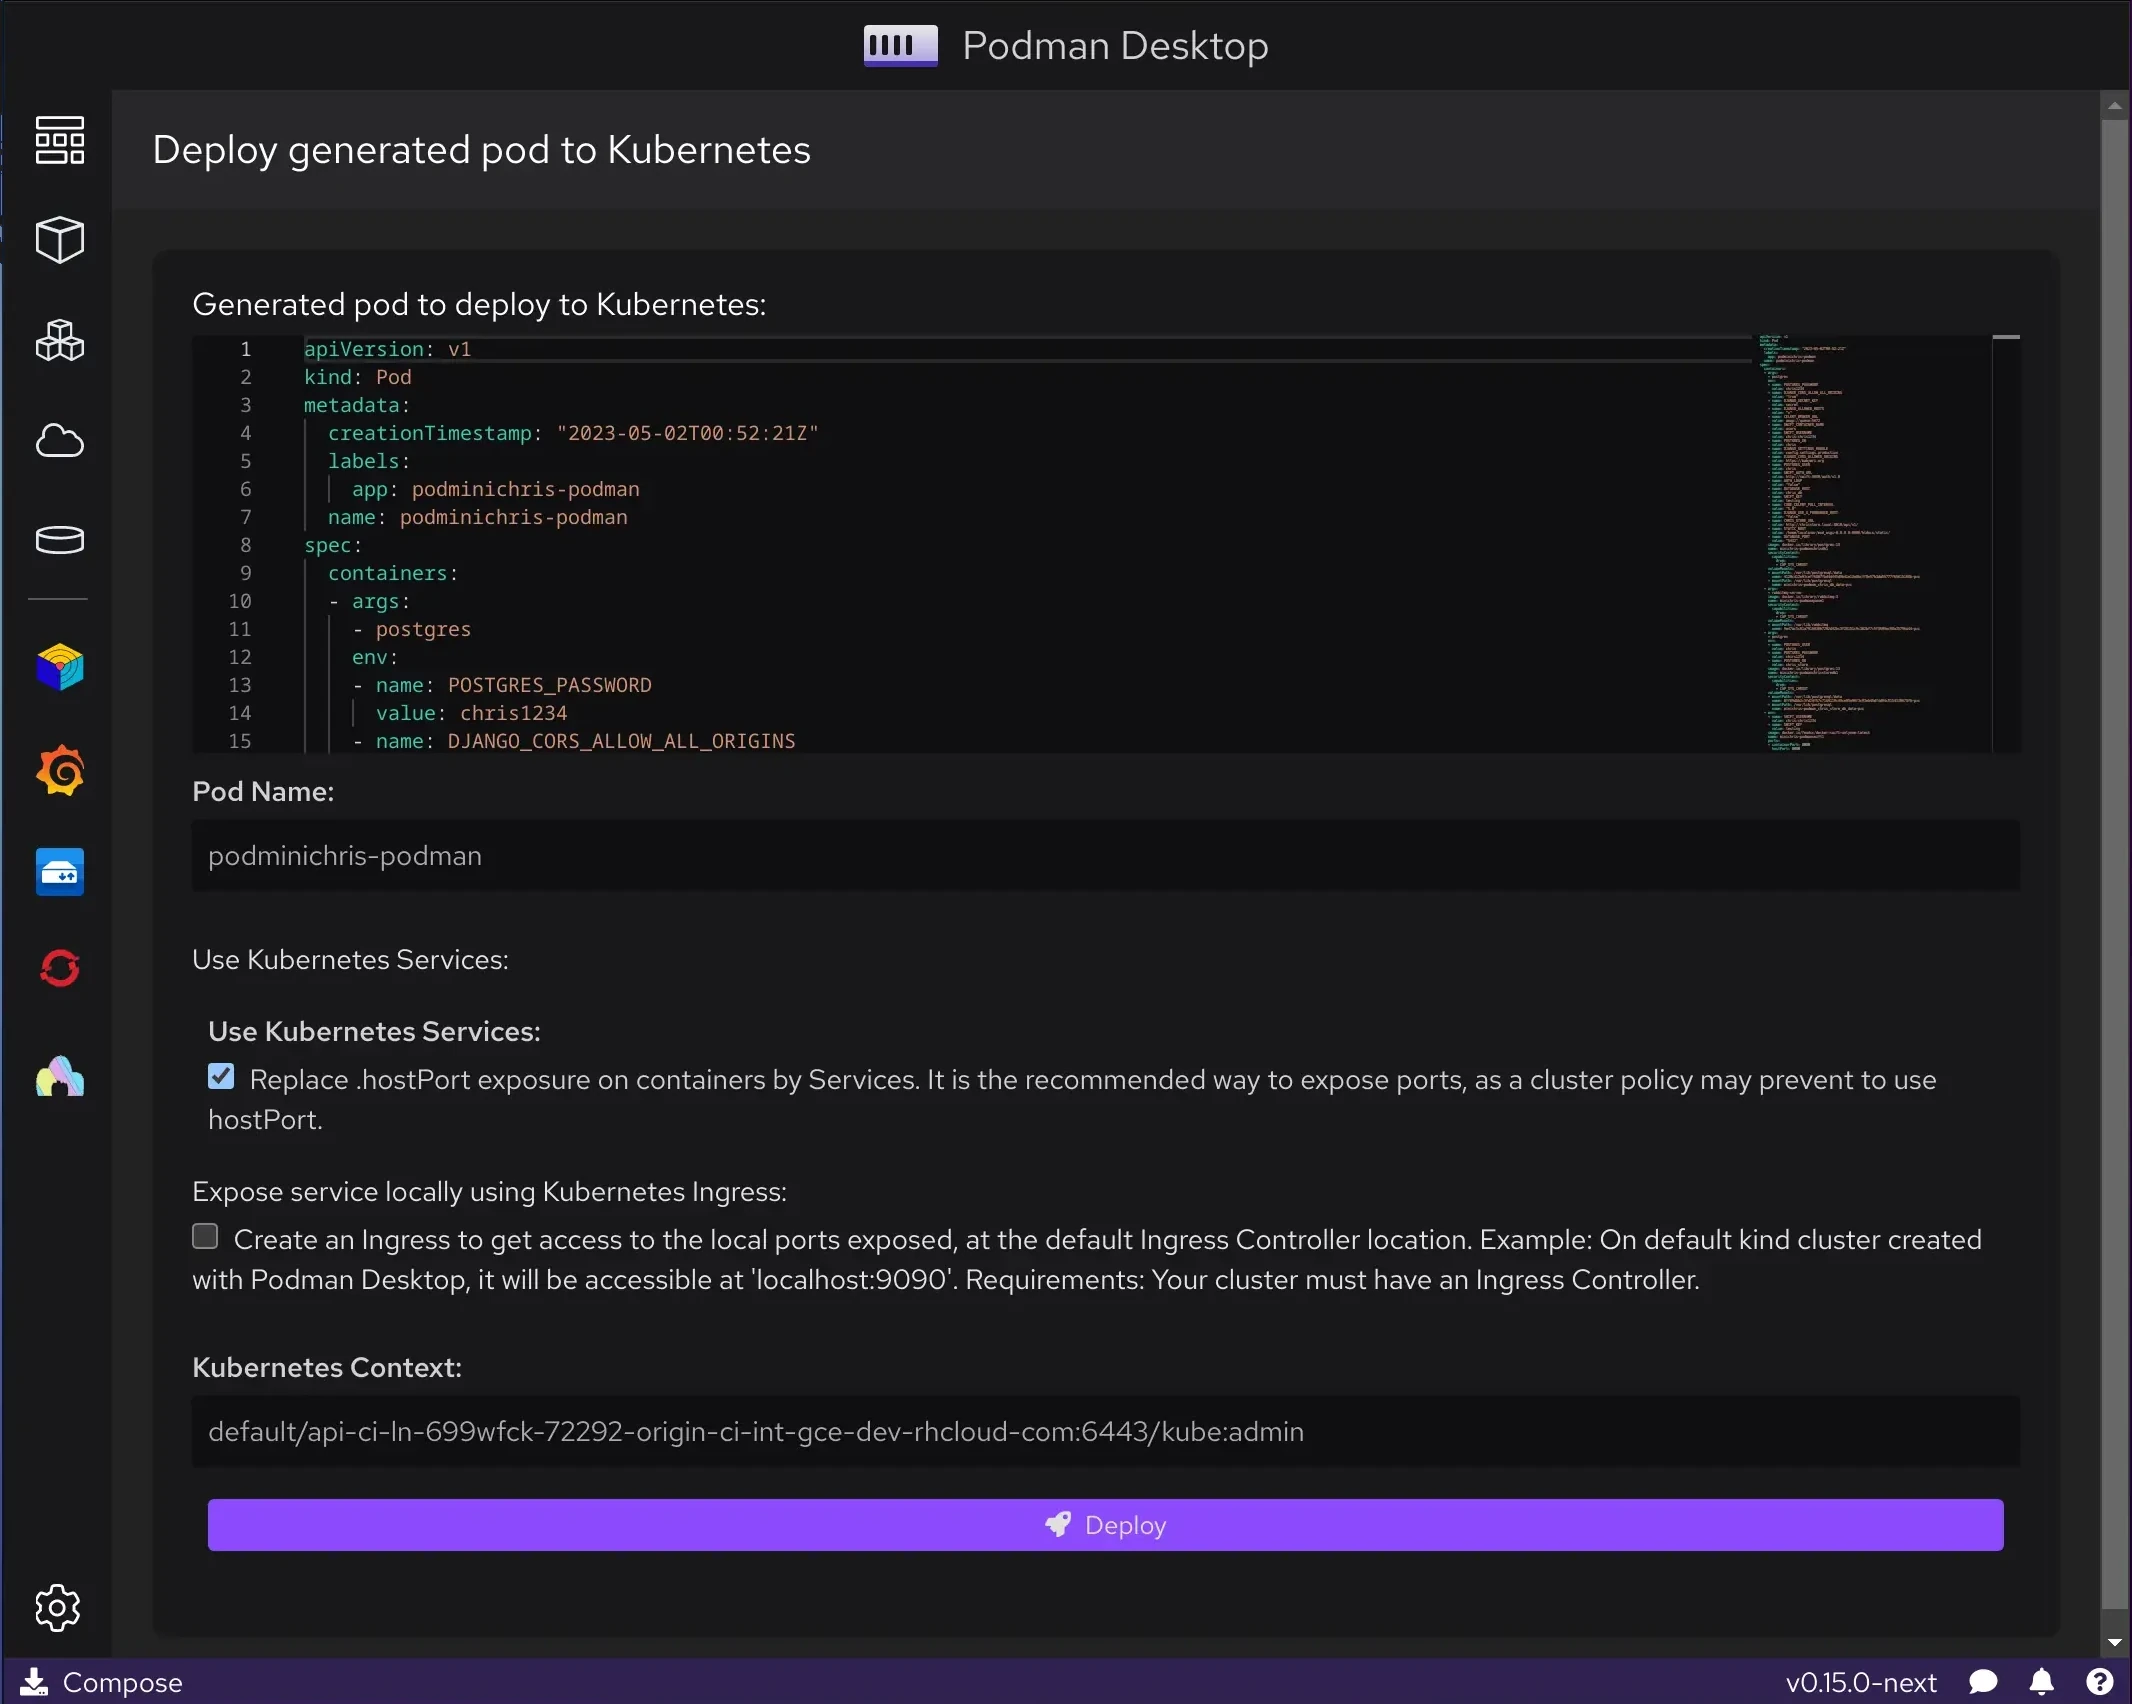 Podman Desktop
Deploy generated pod to Kubernetes
Generated pod to deploy to Kubernetes:
1 apiVersion: v1
2 kind: Pod
3 metadata:
4 creationTimestamp: "2023-05-02T00:52:21Z"
5 labels:
6 app: podminichris-podman
7 name: podminichris-podman
8 spec:
9 containers:
10 - args:
11 - postgres
12 env:
13 - name: POSTGRES_PASSWORD
14 value: chris1234
15 - name: DJANGO_CORS_ALLOW_ALL_ORIGINS
Pod Name:
podminichris-podman
Use Kubernetes Services:
Use Kubernetes Services:
Replace .hostPort exposure on containers by Services. It is the recommended way to expose ports, as a cluster policy may prevent to use
hostPort.
Expose service locally using Kubernetes Ingress:
Create an Ingress to get access to the local ports exposed, at the default Ingress Controller location. Example: On default kind cluster created
with Podman Desktop, it will be accessible at 'localhost:9090'. Requirements: Your cluster must have an Ingress Controller.
Kubernetes Context:
default/api-ci-ln-699wfck-72292-origin-ci-int-gce-dev-rhcloud-com:6443/kube:admin
Deploy
Compose
v0.15.0-next